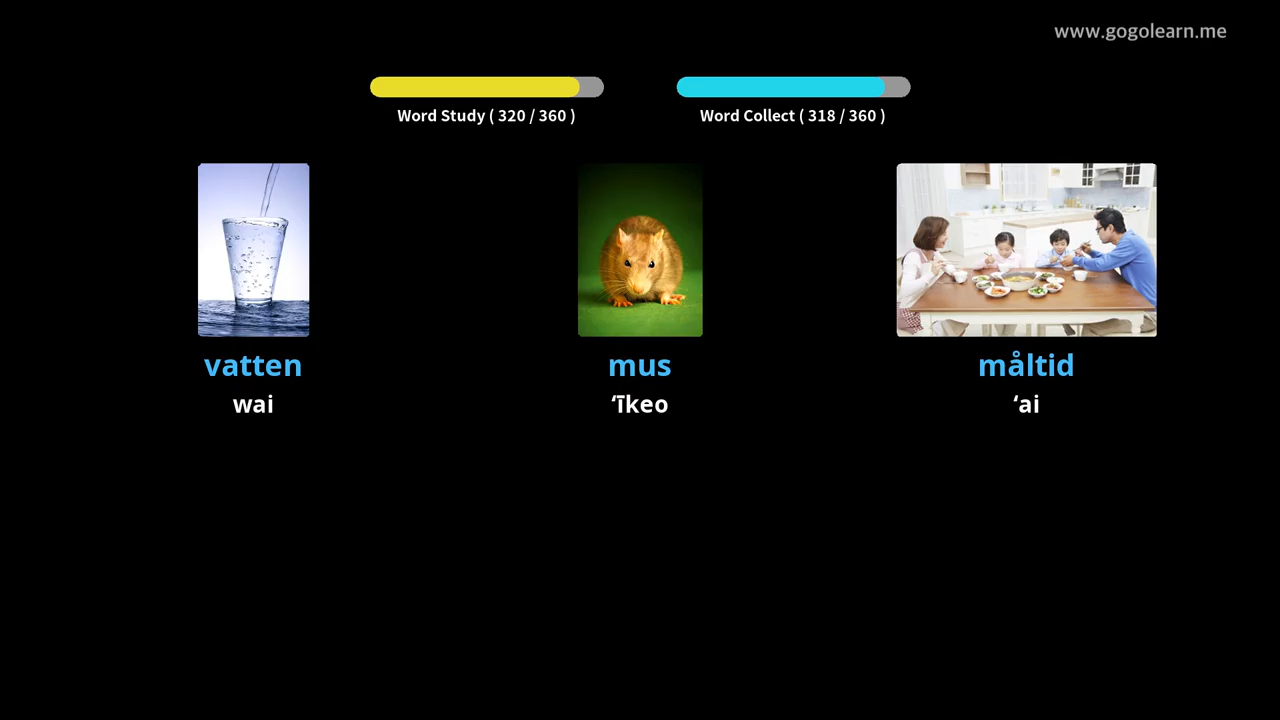 www.gogolearn.me
Word Study ( 320 / 360 )
Word Collect ( 318 / 360 )
vatten
mus
måltid
wai
ʻīkeo
ʻai